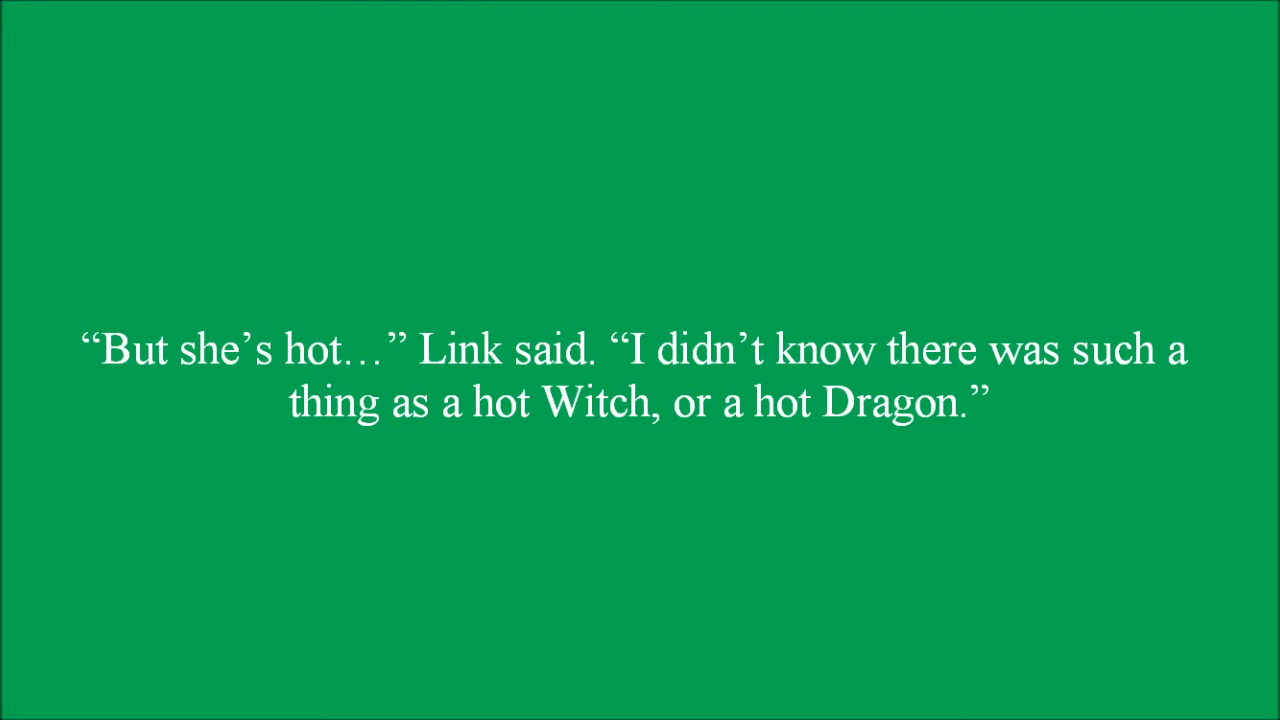 “But she’s hot…” Link said. “I didn’t know there was such a
thing as a hot Witch, or a hot Dragon.”